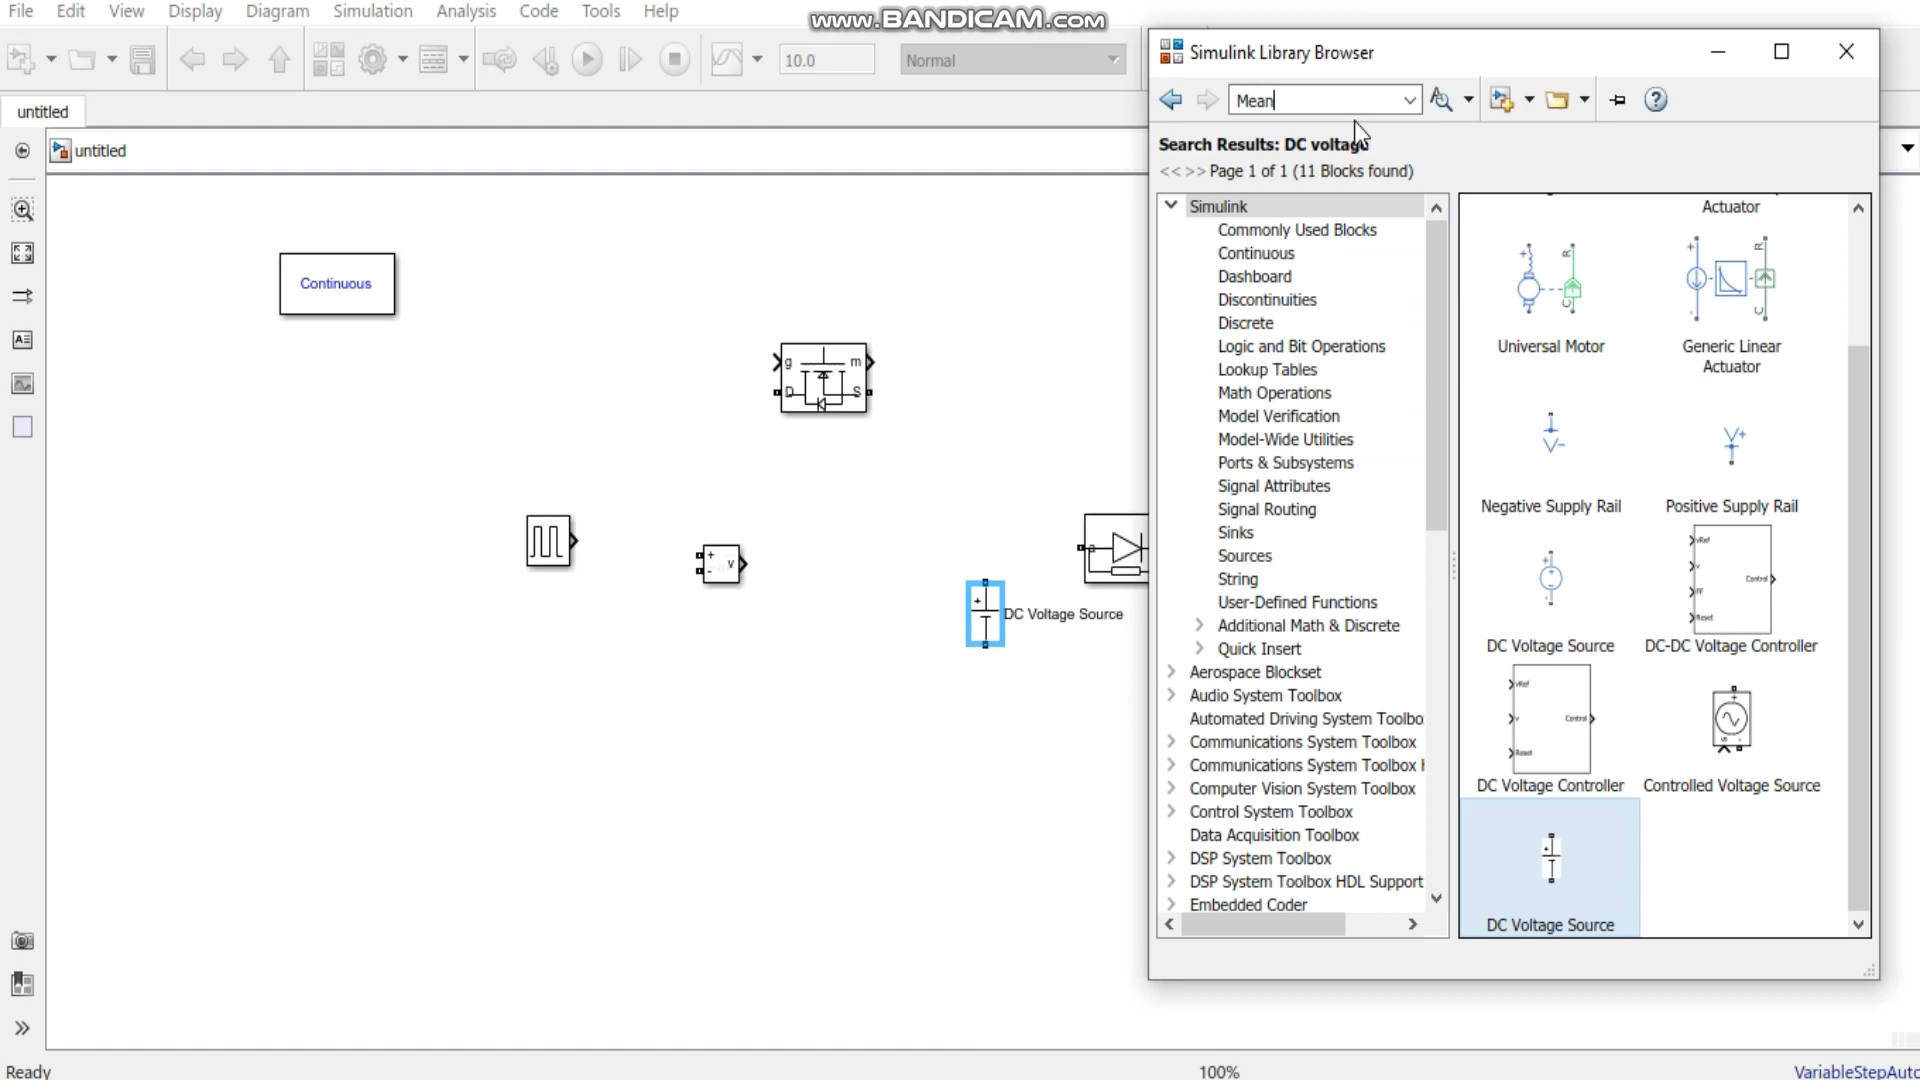 File Edit View Display Diagram Simulation Analysis Code Tools Help
www.BANDICAM.com
10.0
Normal
untitled
untitled
Continuous
g m
D S
+ v
-
+
DC Voltage Source
a
Ready
100%
VariableStepAuto
Simulink Library Browser
Mean
Search Results: DC voltage
<< >> Page 1 of 1 (11 Blocks found)
Simulink
Commonly Used Blocks
Continuous
Dashboard
Discontinuities
Discrete
Logic and Bit Operations
Lookup Tables
Math Operations
Model Verification
Model-Wide Utilities
Ports & Subsystems
Signal Attributes
Signal Routing
Sinks
Sources
String
User-Defined Functions
Additional Math & Discrete
Quick Insert
Aerospace Blockset
Audio System Toolbox
Automated Driving System Toolbo
Communications System Toolbox
Communications System Toolbox H
Computer Vision System Toolbox
Control System Toolbox
Data Acquisition Toolbox
DSP System Toolbox
DSP System Toolbox HDL Support
Embedded Coder
Actuator
+ R
C
Universal Motor
+ R
- C
Generic Linear
Actuator
V-
Negative Supply Rail
V+
Positive Supply Rail
DC Voltage Source
vRef
v
FF
Reset
Control
DC-DC Voltage Controller
vRef
v
Reset
Control
DC Voltage Controller
Controlled Voltage Source
DC Voltage Source